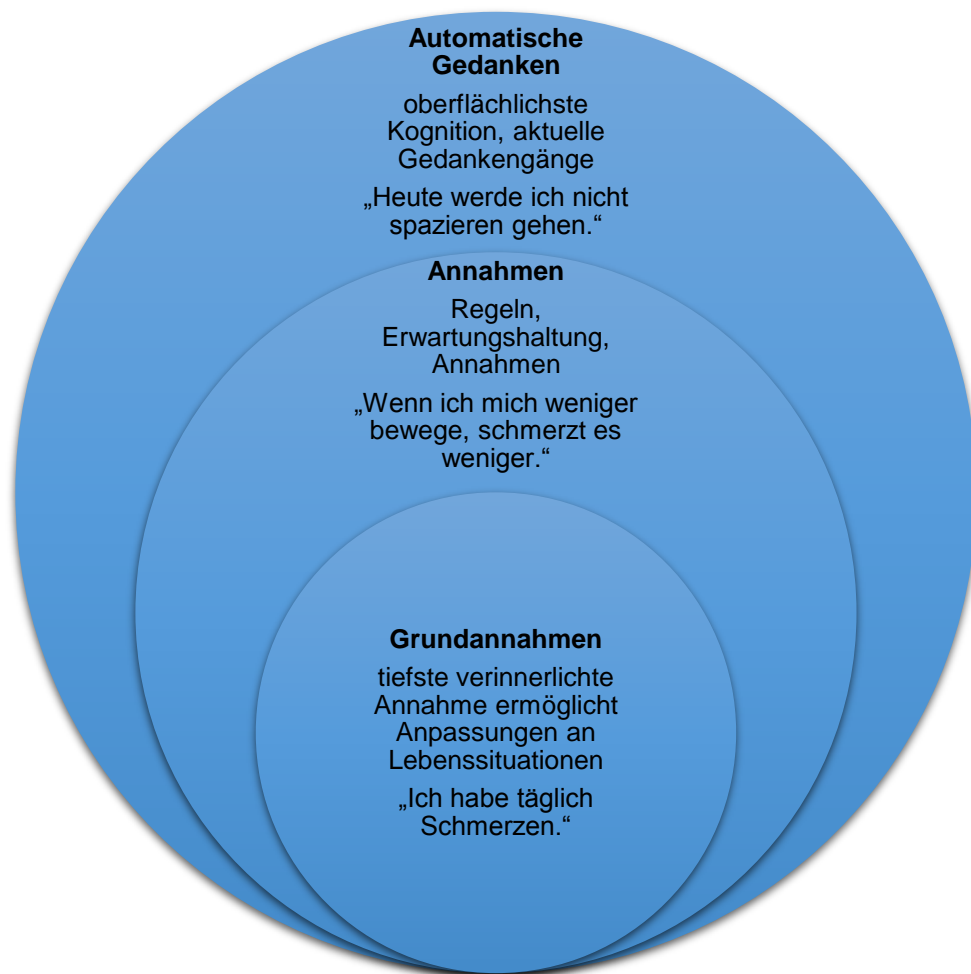 Automatische
Gedanken
oberflächlichste
Kognition, aktuelle
Gedankengänge
„Heute werde ich nicht
spazieren gehen.“
Annahmen
Regeln,
Erwartungshaltung,
Annahmen
„Wenn ich mich weniger
bewege, schmerzt es
weniger.“
Grundannahmen
tiefste verinnerlichte
Annahme ermöglicht
Anpassungen an
Lebenssituationen
„Ich habe täglich
Schmerzen.“